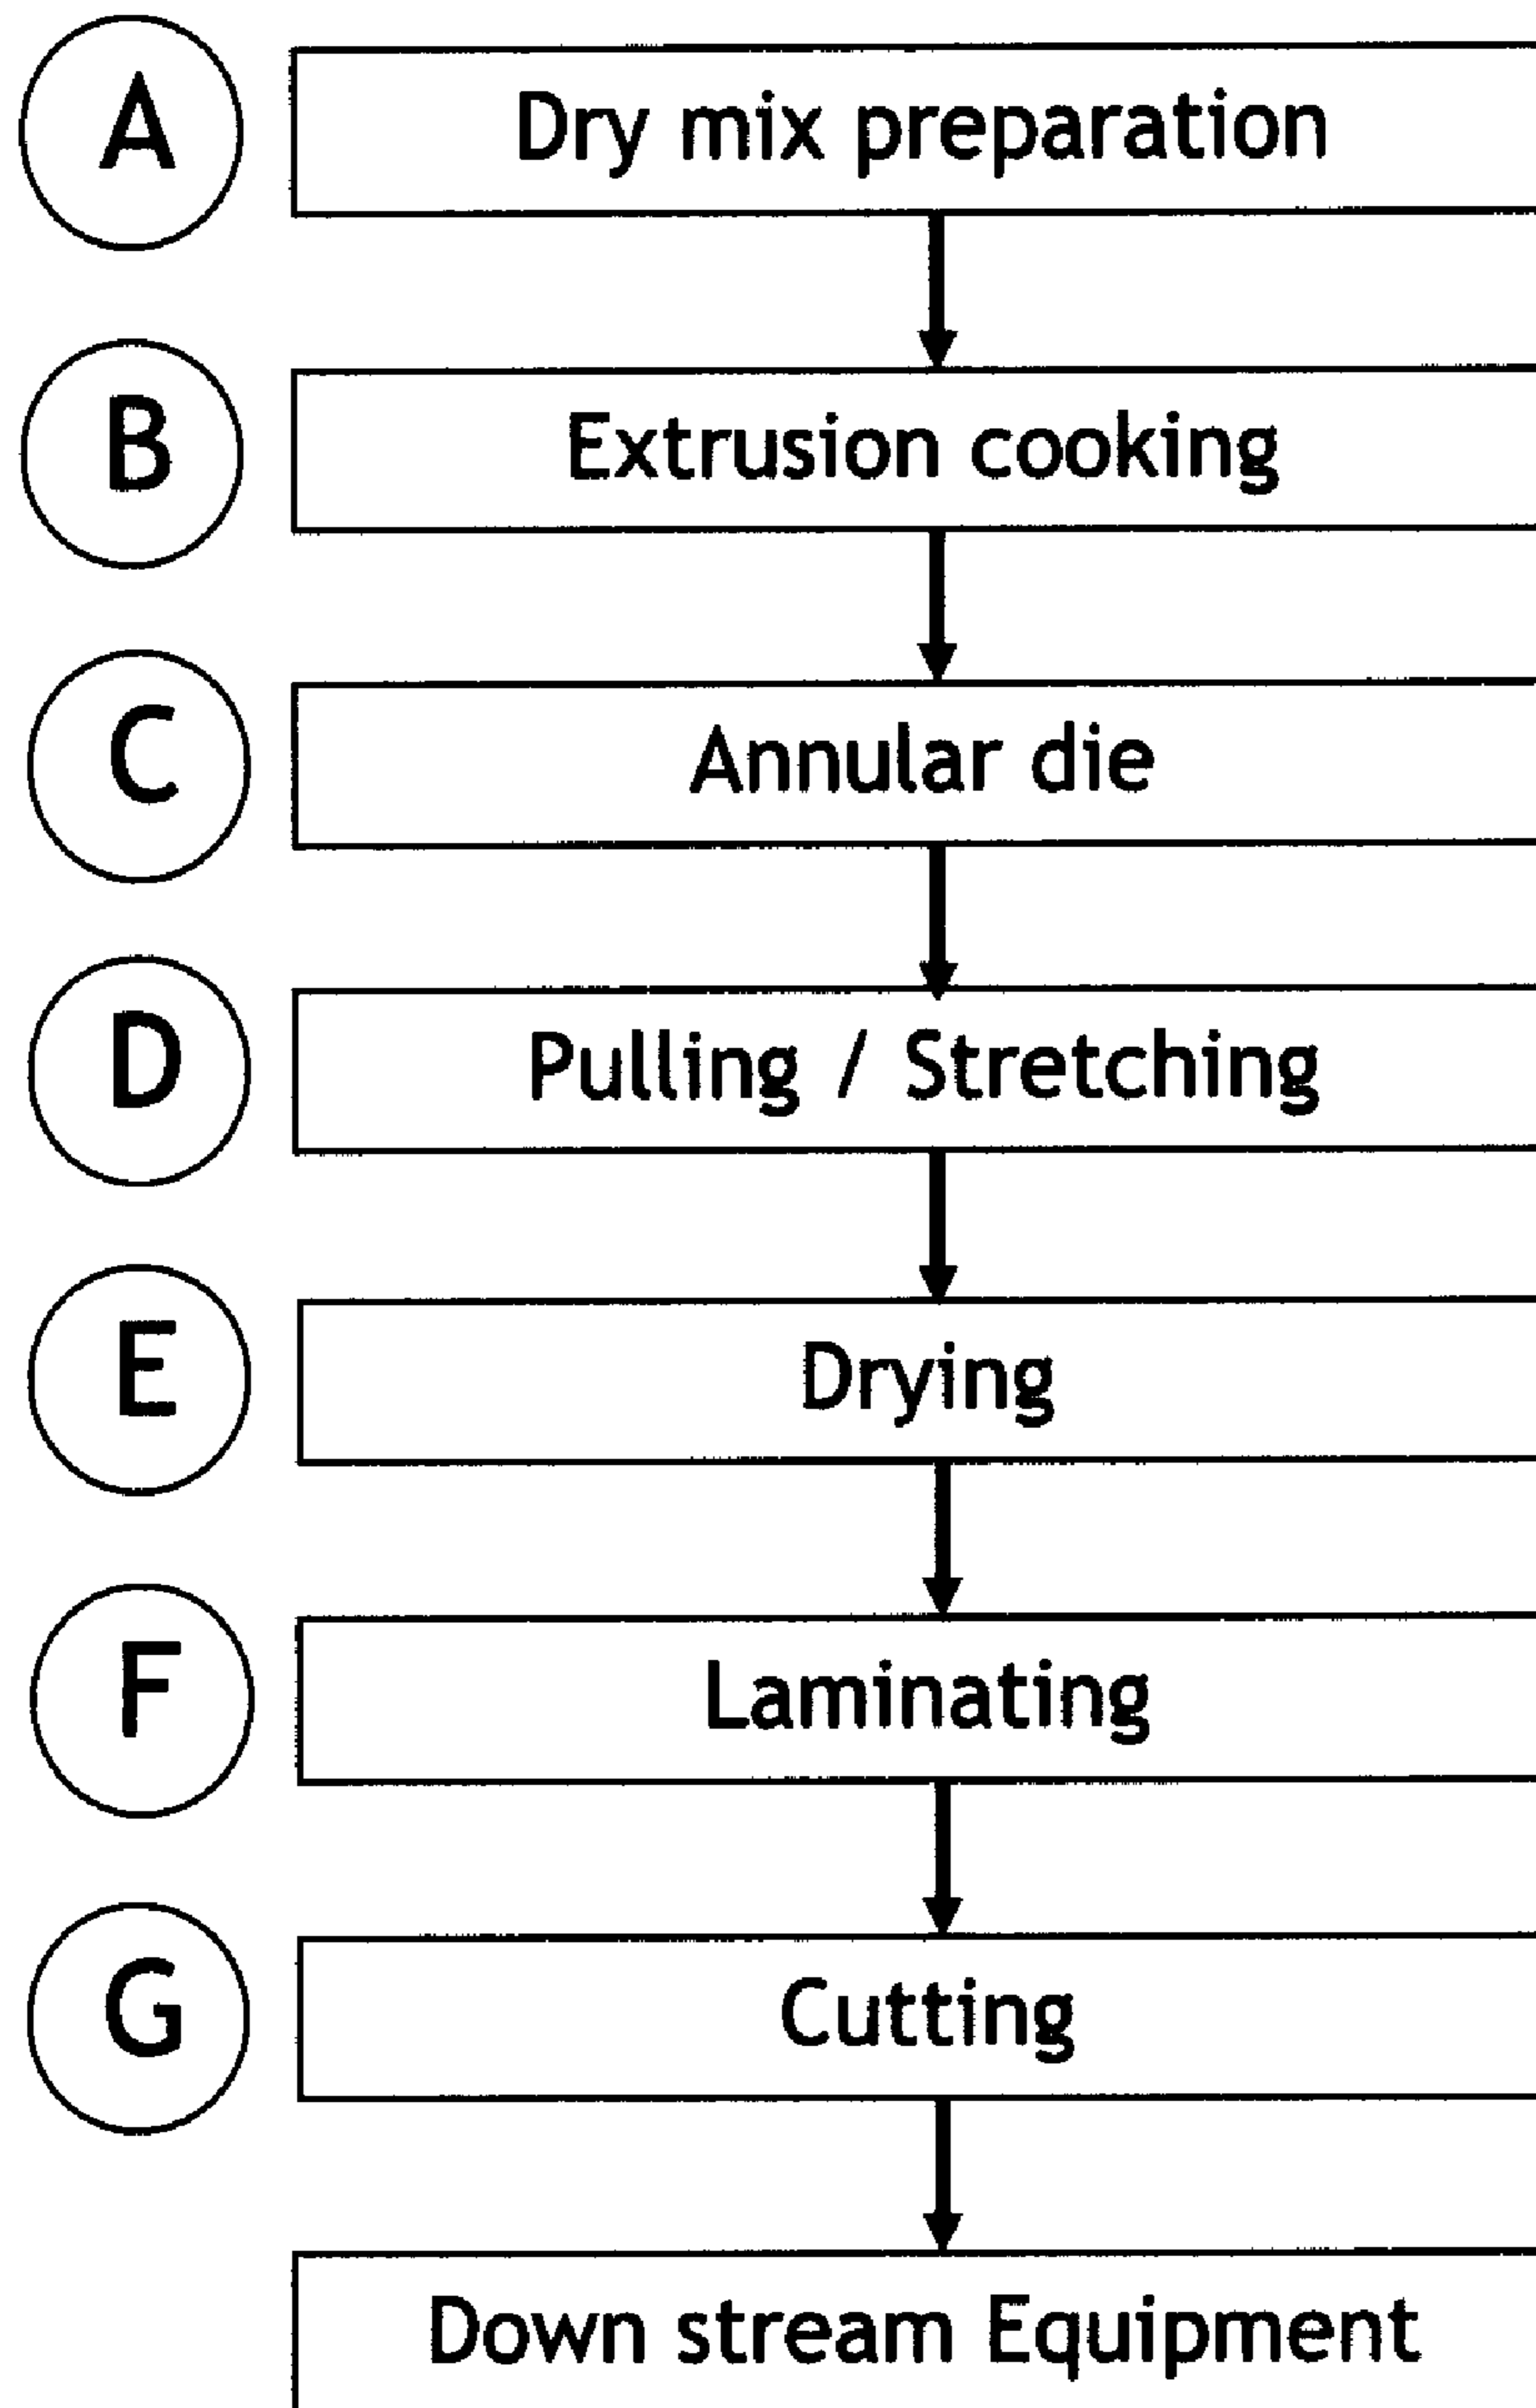 A
Dry mix preparation
B
Extrusion cooking
C
Annular die
D
Pulling / Stretching
E
Drying
F
Laminating
G
Cutting
Down stream Equipment